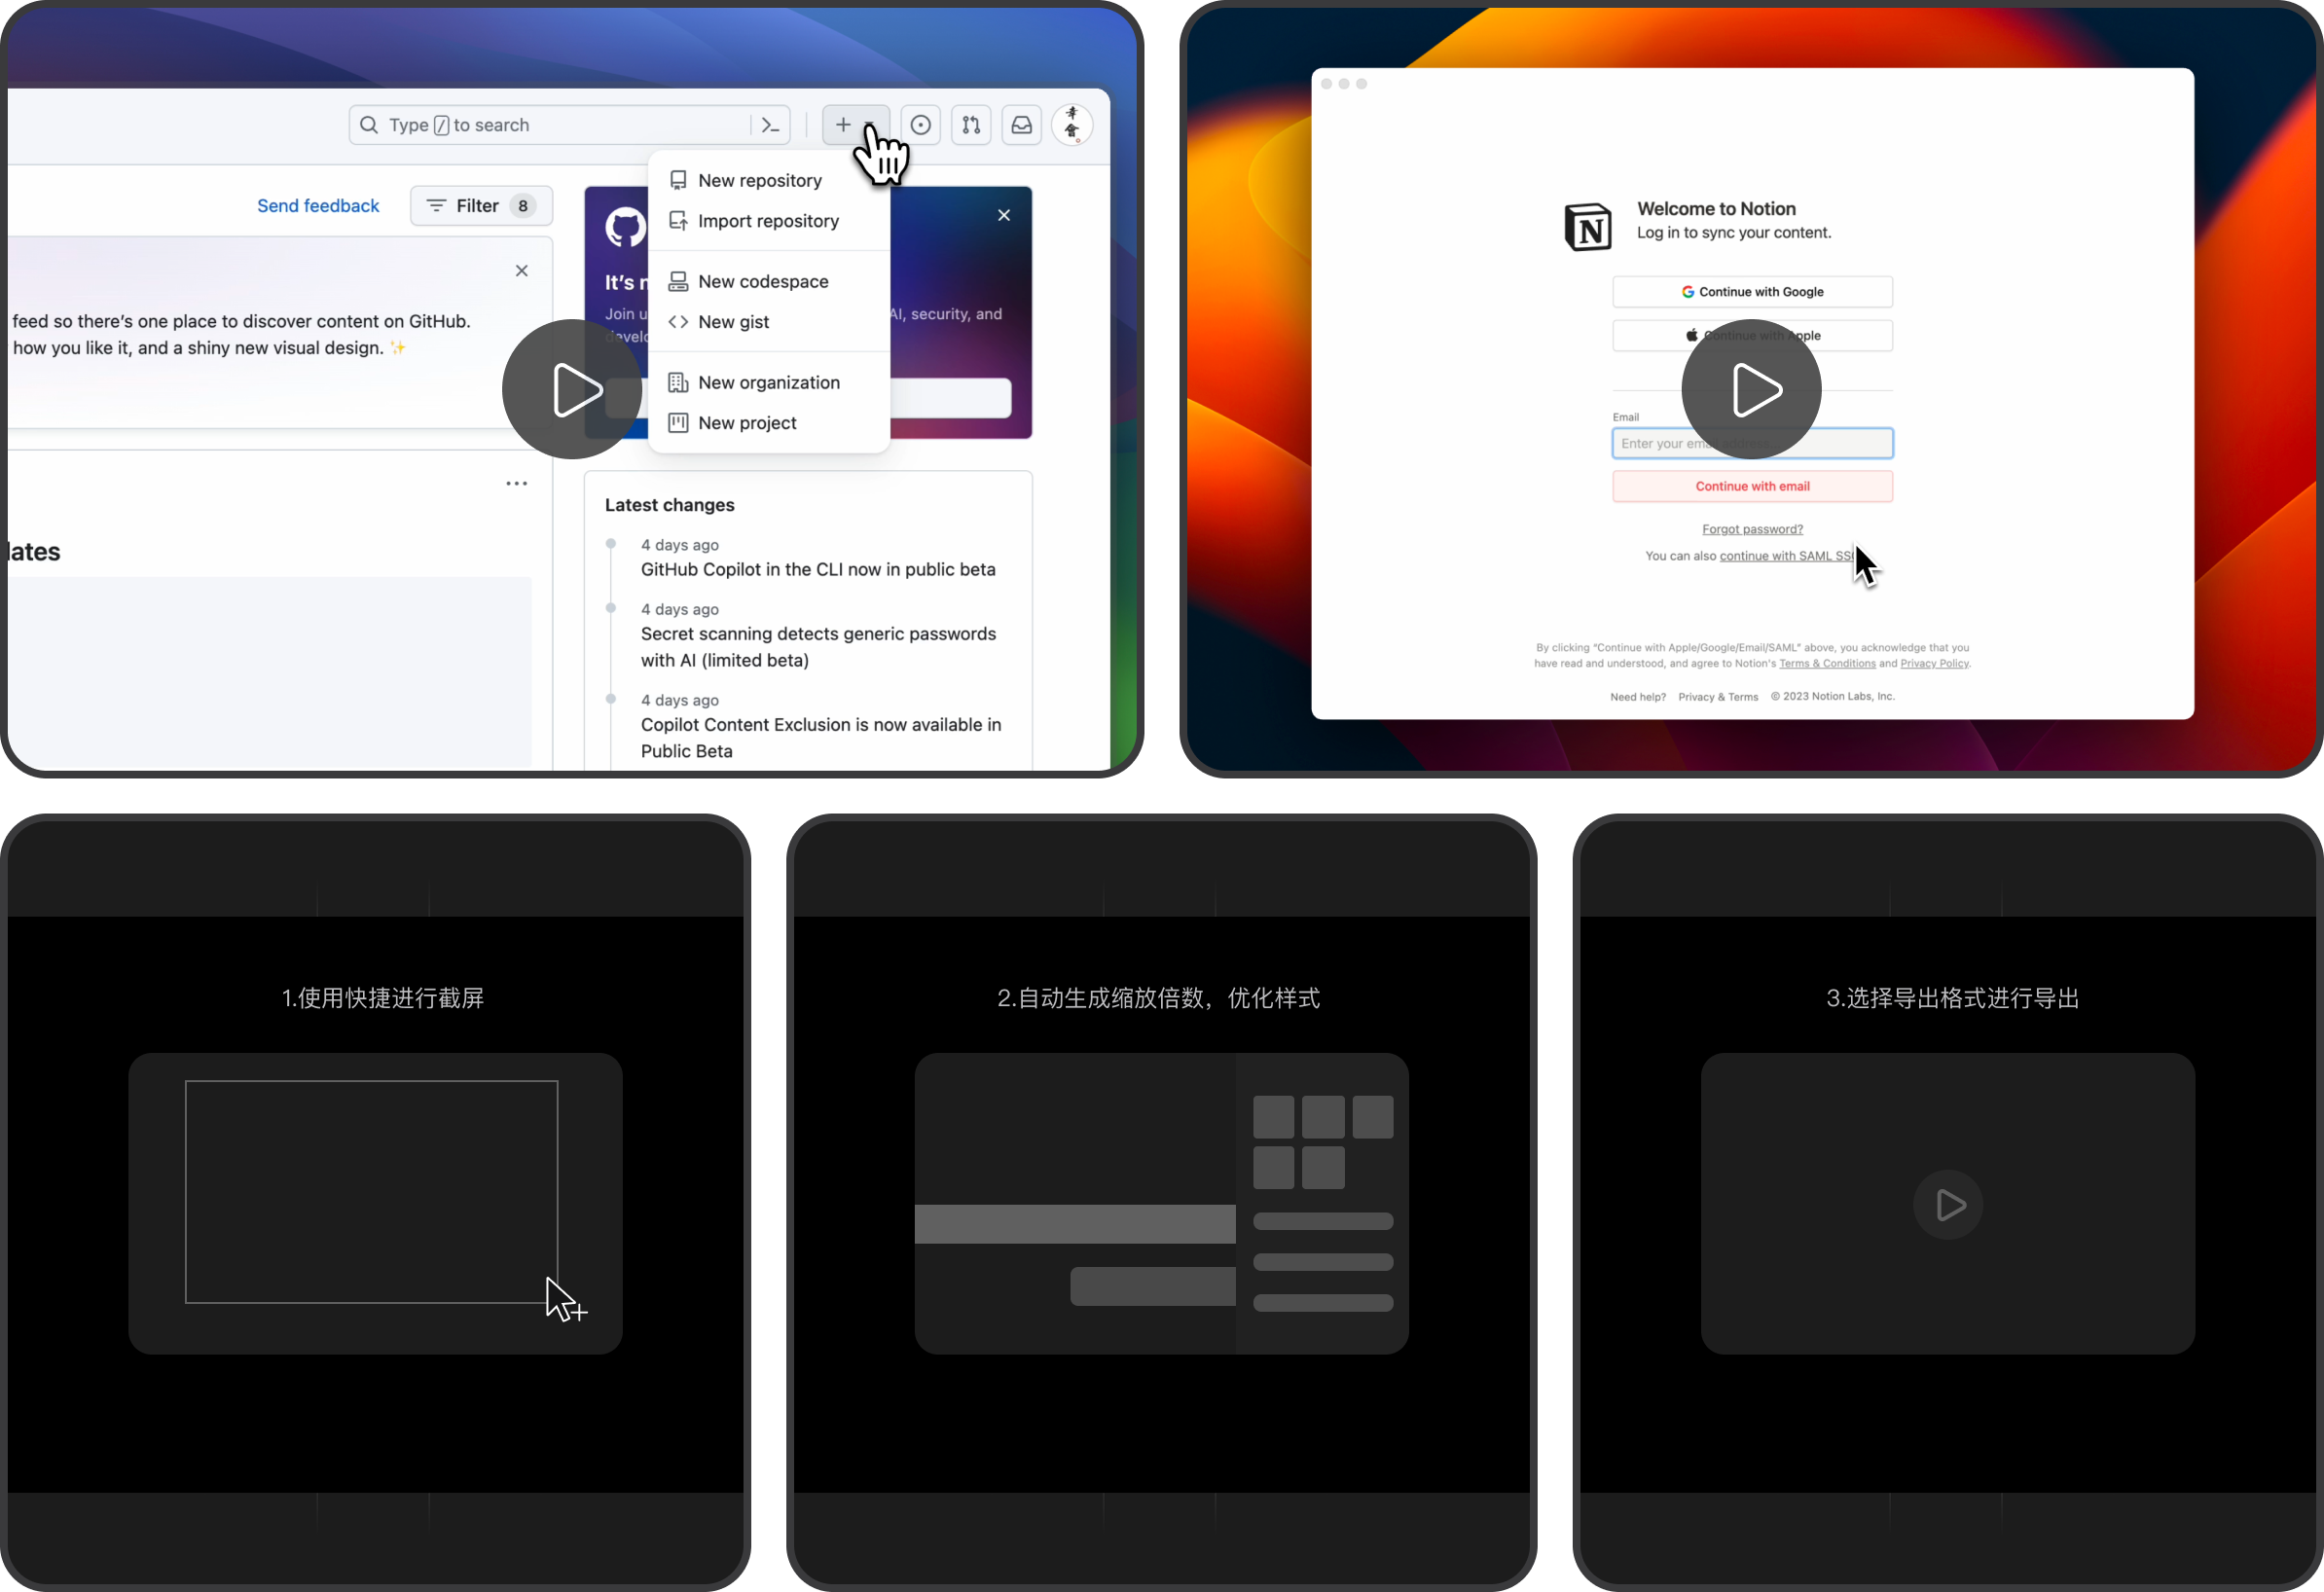 Type / to search
New repository
Import repository
New codespace
New gist
New organization
New project
Send feedback
Filter 8
feed so there's one place to discover content on GitHub.
how you like it, and a shiny new visual design. ✨
It's
Join
AI, security, and
Latest changes
4 days ago
GitHub Copilot in the CLI now in public beta
4 days ago
Secret scanning detects generic passwords
with AI (limited beta)
4 days ago
Copilot Content Exclusion is now available in
Public Beta
Welcome to Notion
Log in to sync your content.
Continue with Google
Continue with Apple
Email
Enter your email address...
Continue with email
Forgot password?
You can also continue with SAML
By clicking “Continue with Apple/Google/Email/SAML” above, you acknowledge that you
have read and understood, and agree to Notion's Terms & Conditions and Privacy Policy.
Need help? Privacy & Terms © 2023 Notion Labs, Inc.
1.使用快捷进行截屏
2.自动生成缩放倍数，优化样式
3.选择导出格式进行导出